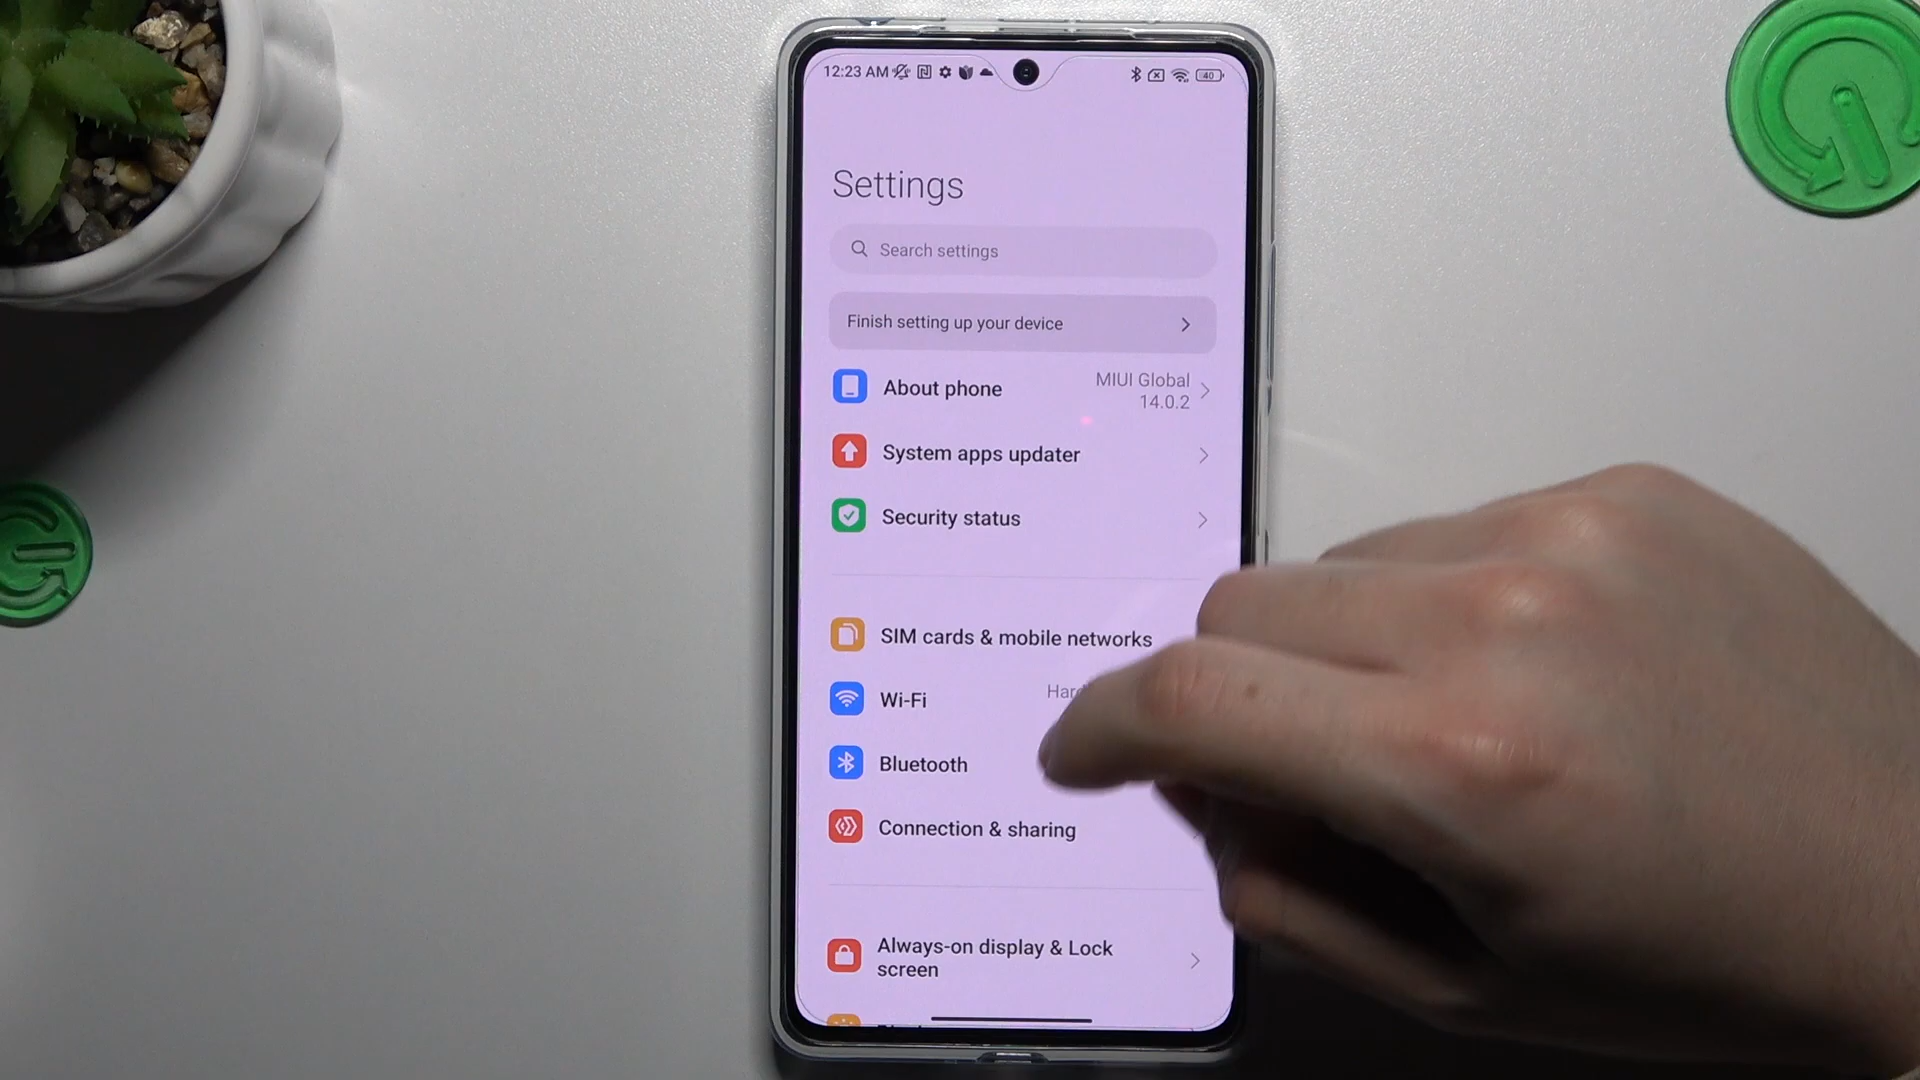 12:23 AM
40
Settings
Search settings
Finish setting up your device
About phone
MIUI Global
14.0.2
System apps updater
Security status
SIM cards & mobile networks
Wi-Fi
Bluetooth
Connection & sharing
Always-on display & Lock
screen